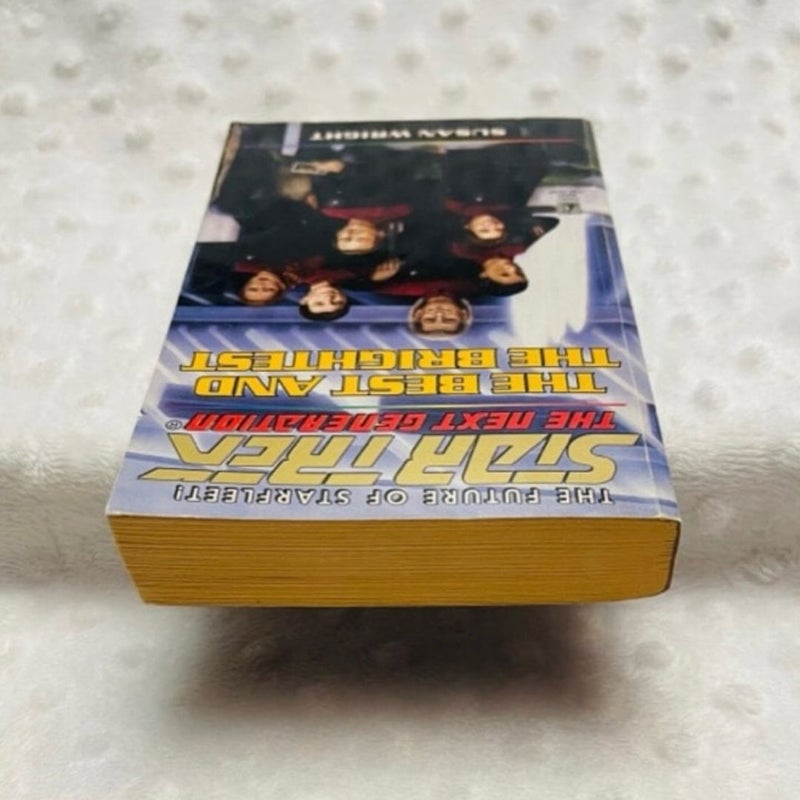 THE FUTURE OF STARFLEET!
STAR TREK
THE NEXT GENERATION®
THE BEST AND
THE BRIGHTEST
SUSAN WRIGHT